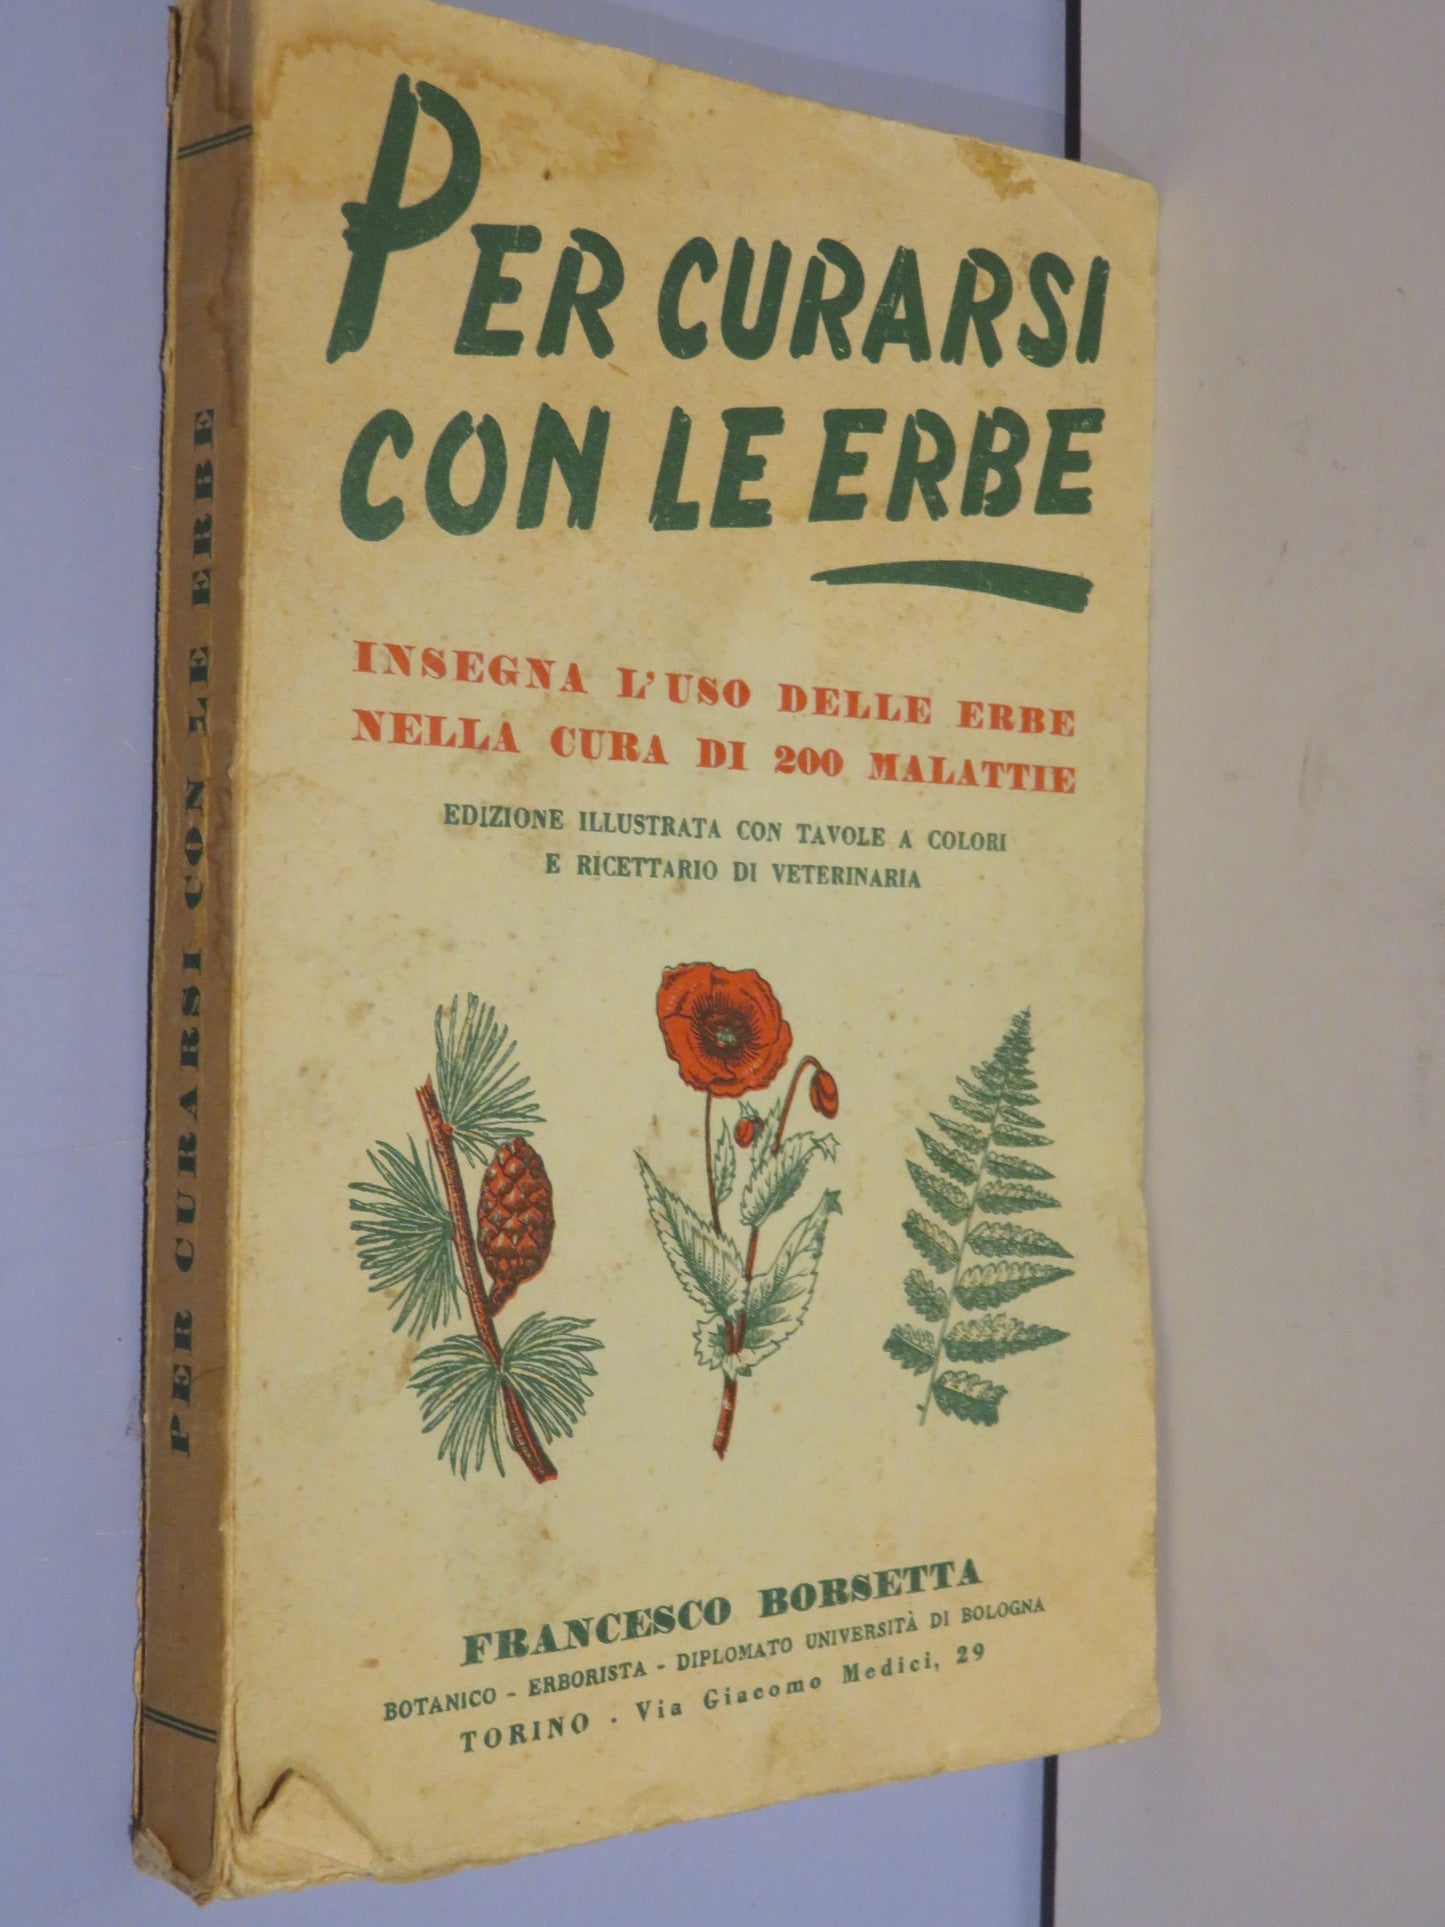 PER CURARSI CON LE ERBE
PER CURARSI
CON LE ERBE
INSEGNA L'USO DELLE ERBE
NELLA CURA DI 200 MALATTIE
EDIZIONE ILLUSTRATA CON TAVOLE A COLORI
E RICETTARIO DI VETERINARIA
FRANCESCO BORSETTA
BOTANICO - ERBORISTA - DIPLOMATO UNIVERSITÀ DI BOLOGNA
TORINO - Via Giacomo Medici, 29